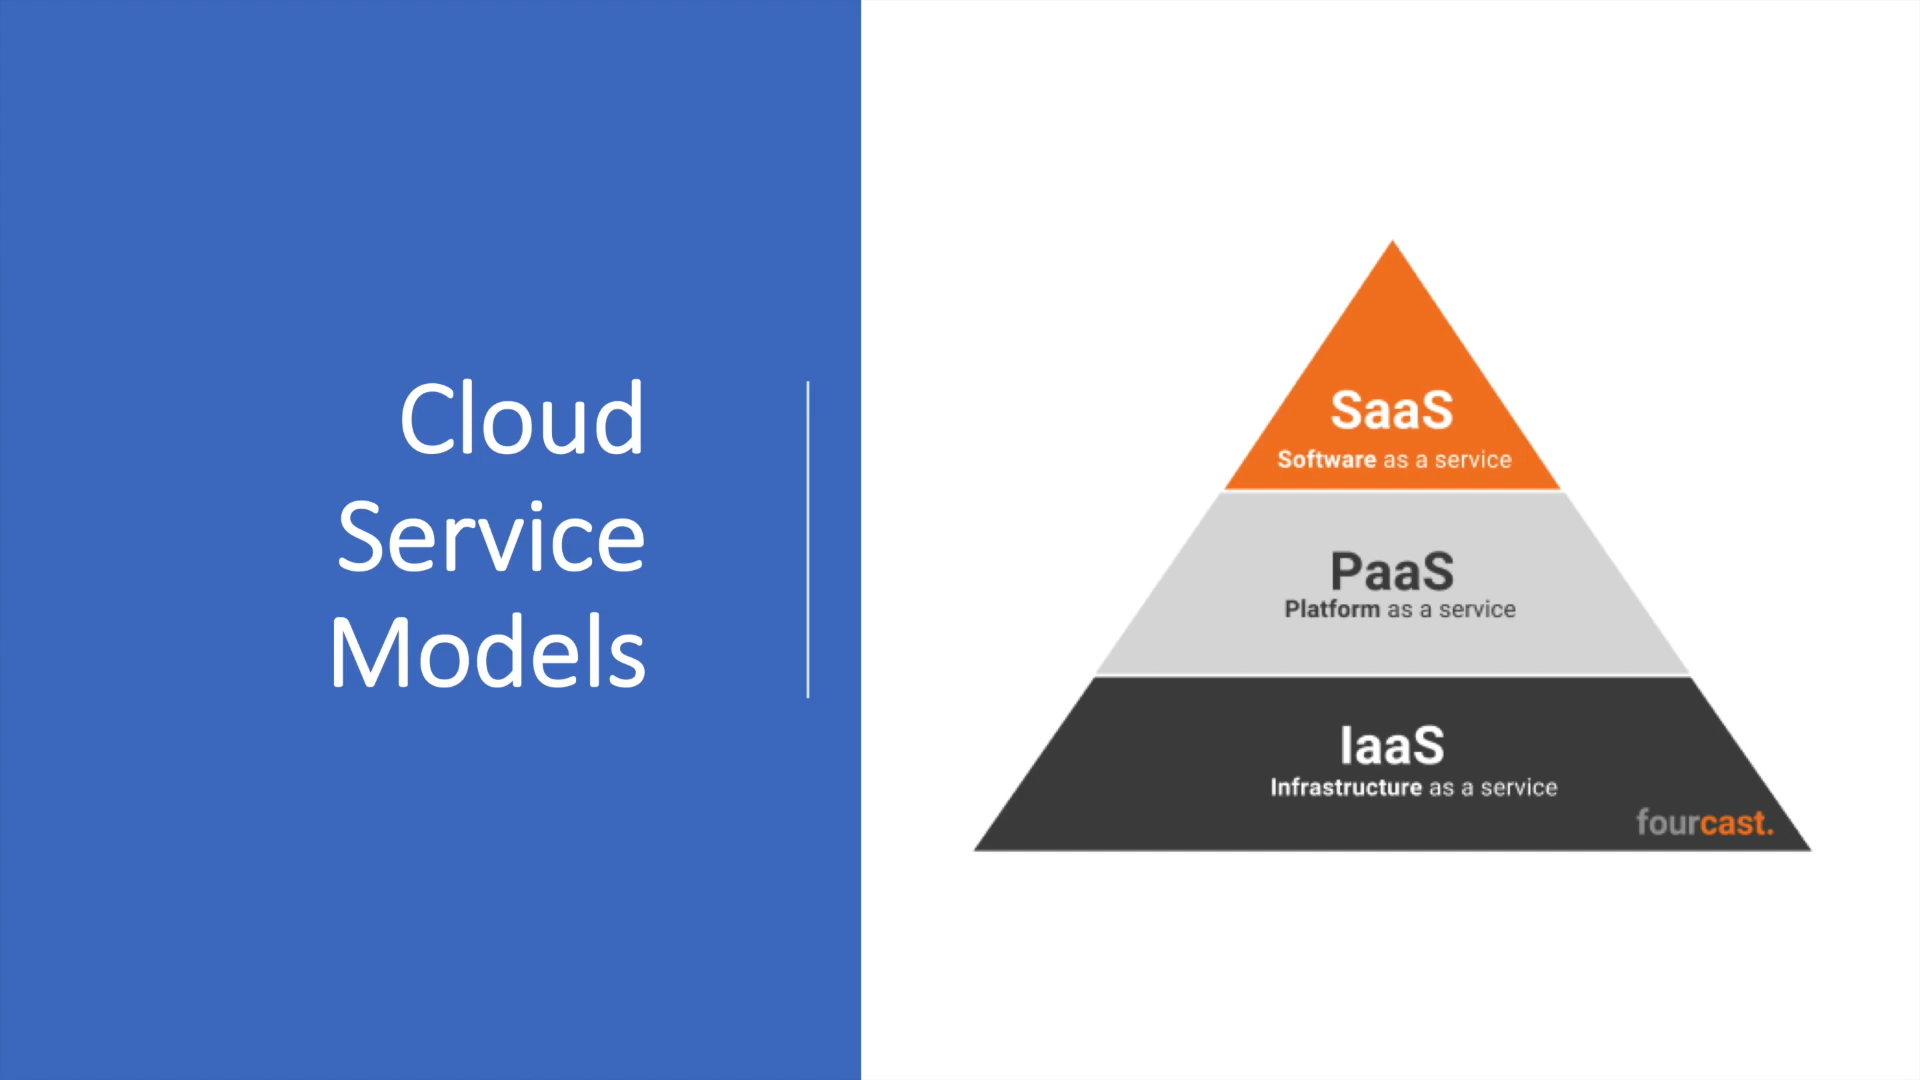 Cloud
Service
Models
SaaS
Software as a service
PaaS
Platform as a service
IaaS
Infrastructure as a service
fourcast.